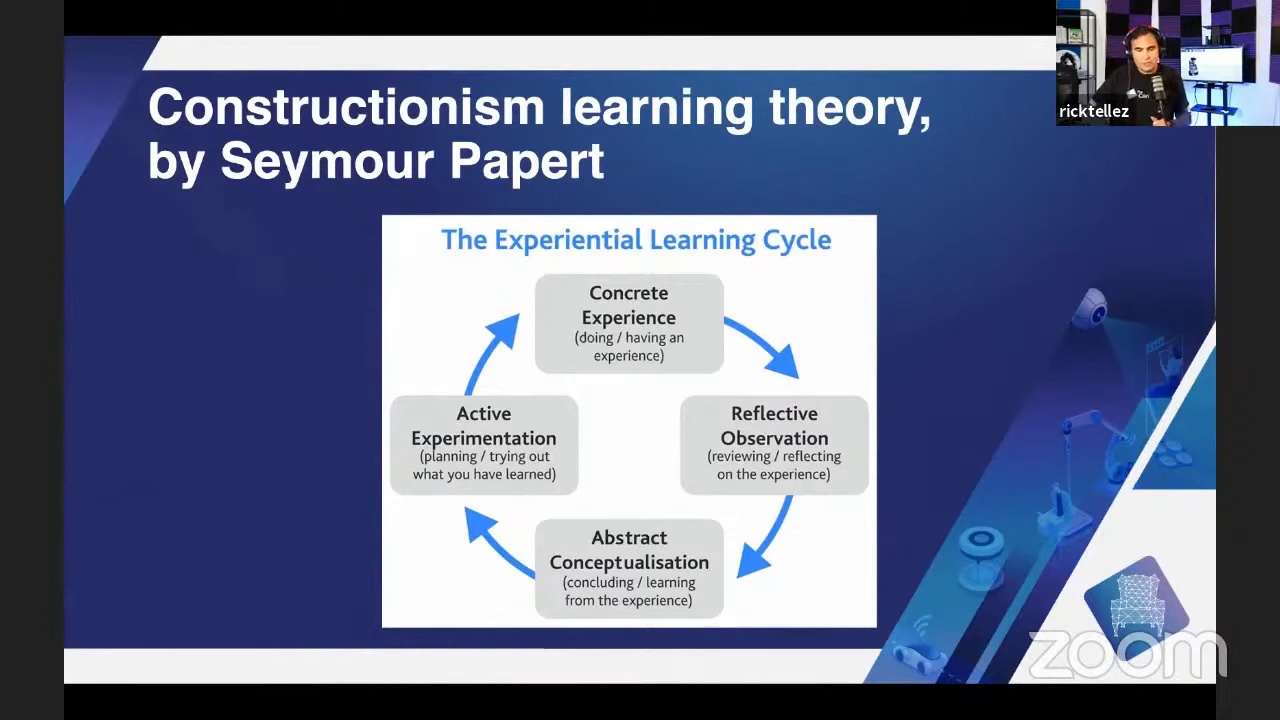 Constructionism learning theory,
by Seymour Papert
ricktellez
The Experiential Learning Cycle
Concrete
Experience
(doing / having an
experience)
Active
Experimentation
(planning / trying out
what you have learned)
Reflective
Observation
(reviewing / reflecting
on the experience)
Abstract
Conceptualisation
(concluding / learning
from the experience)
zoom